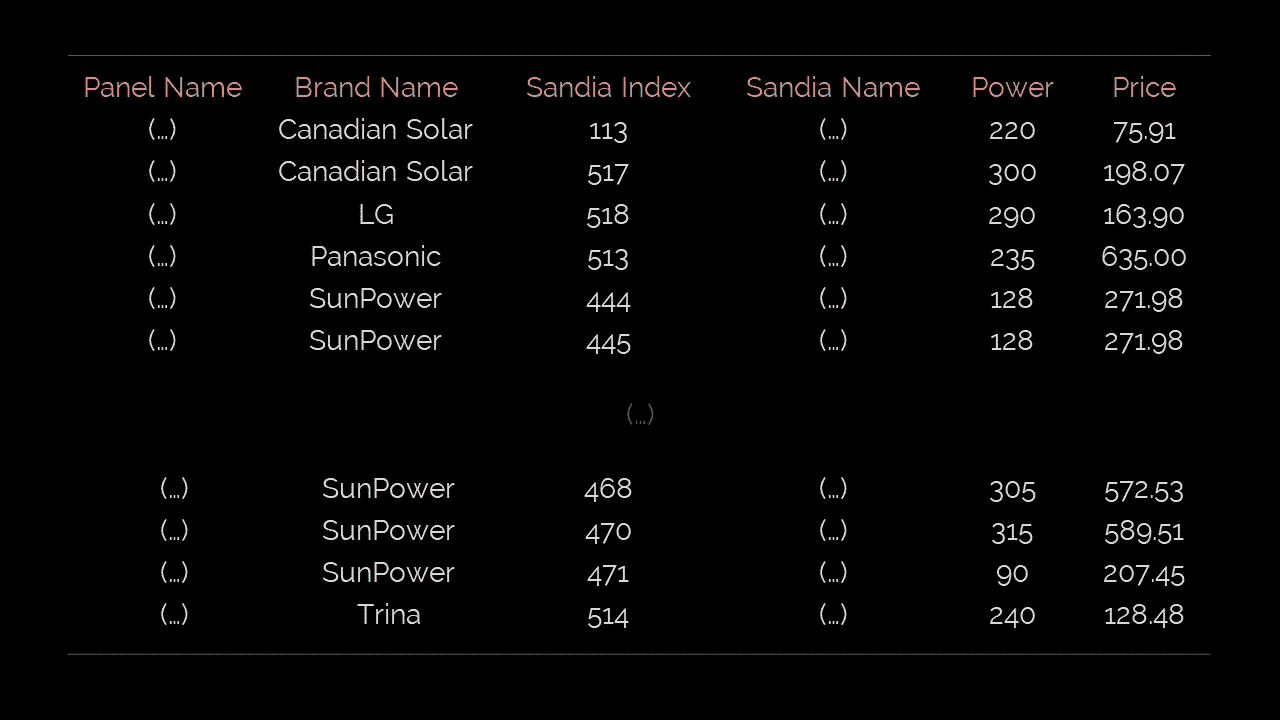 Panel Name Brand Name Sandia Index Sandia Name Power Price
(...) Canadian Solar 113 (...) 220 75.91
(...) Canadian Solar 517 (...) 300 198.07
(...) LG 518 (...) 290 163.90
(...) Panasonic 513 (...) 235 635.00
(...) SunPower 444 (...) 128 271.98
(...) SunPower 445 (...) 128 271.98
(...)
(...) SunPower 468 (...) 305 572.53
(...) SunPower 470 (...) 315 589.51
(...) SunPower 471 (...) 90 207.45
(...) Trina 514 (...) 240 128.48